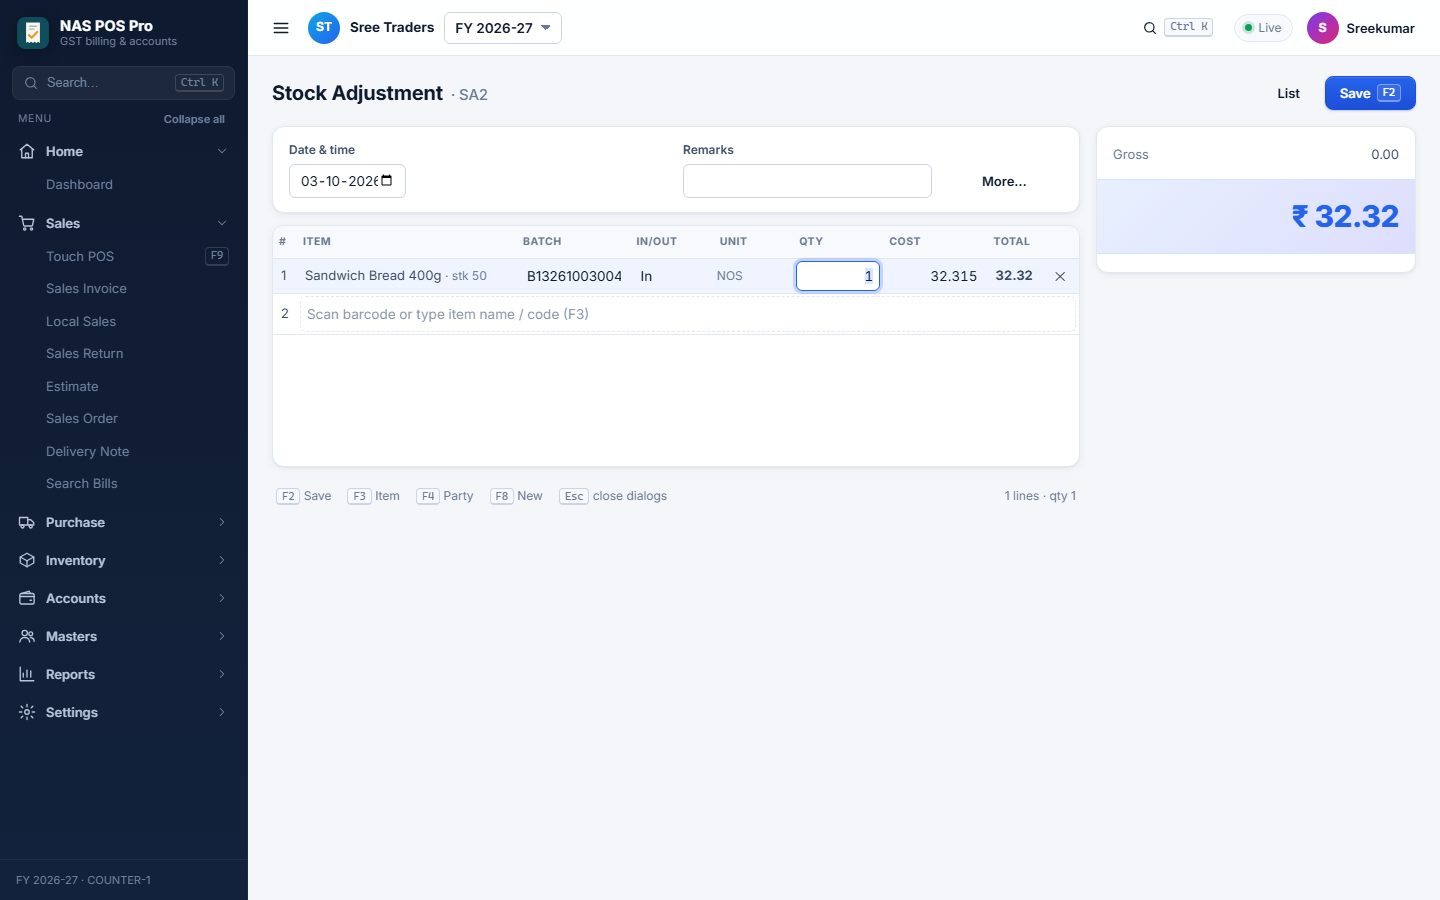 NAS POS Pro
GST billing & accounts
Search... Ctrl K
MENU Collapse all
Home
Dashboard
Sales
Touch POS F9
Sales Invoice
Local Sales
Sales Return
Estimate
Sales Order
Delivery Note
Search Bills
Purchase
Inventory
Accounts
Masters
Reports
Settings
FY 2026-27 · COUNTER-1
ST Sree Traders FY 2026-27 Ctrl K Live S Sreekumar
Stock Adjustment · SA2 List Save F2
Date & time Remarks
03-10-2026 More...
# ITEM BATCH IN/OUT UNIT QTY COST TOTAL
1 Sandwich Bread 400g · stk 50 B13261003004 In NOS 1 32.315 32.32
2 Scan barcode or type item name / code (F3)
F2 Save F3 Item F4 Party F8 New Esc close dialogs 1 lines · qty 1
Gross 0.00
₹ 32.32